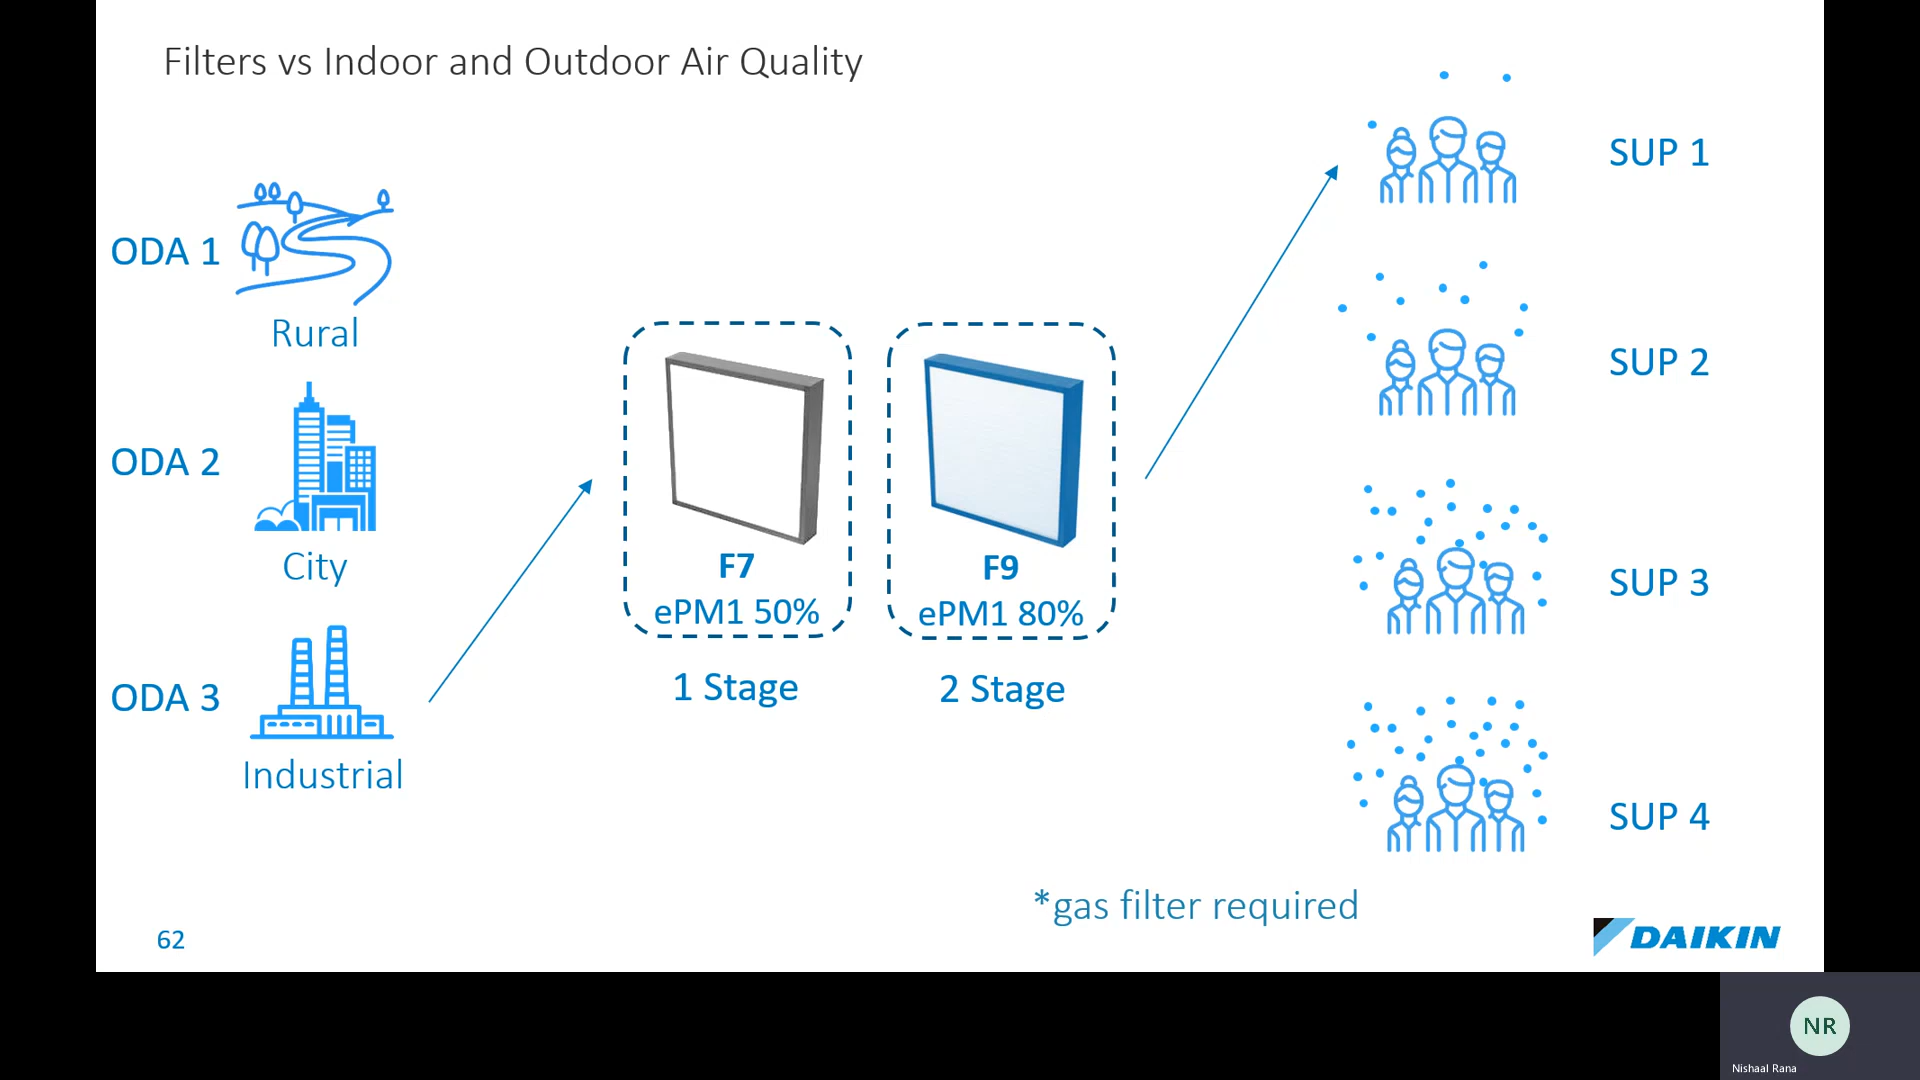 Filters vs Indoor and Outdoor Air Quality
ODA 1
Rural
ODA 2
City
ODA 3
Industrial
F7
ePM1 50%
1 Stage
F9
ePM1 80%
2 Stage
SUP 1
SUP 2
SUP 3
SUP 4
*gas filter required
62
DAIKIN
NR
Nishaal Rana